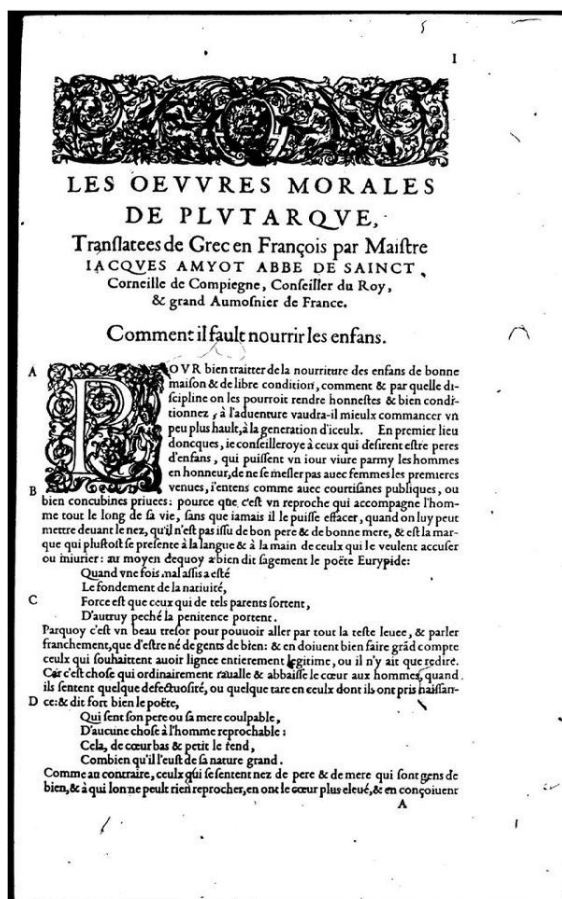 I
LES OEVVRES MORALES
DE PLVTARQVE,
Tranſlatees de Grec en François par Maiſtre
IACQVES AMYOT ABBE DE SAINCT
Corneille de Compiegne, Conſeiller du Roy,
& grand Aumoſnier de France.
Comment il fault nourrir les enfans.
A
POVR bien traitter de la nourriture des enfans de bonne
maiſon & de libre condition, comment & par quelle di-
ſcipline on les pourroit rendre honneſtes & bien condi-
tionnez, à l'aduenture vaudra-il mieulx commancer vn
peu plus hault, à la generation d'iceulx. En premier lieu
doncques, ie conſeilleroye à ceux qui deſirent eſtre peres
d'enfans, qui puiſſent vn iour viure parmy les hommes
en honneur, de ne ſe meſler pas auec femmes les premieres
B venues, i'entens comme auec courtiſanes publiques, ou
bien concubines priuees: pource que c'eſt vn reproche qui accompagne l'hom-
me tout le long de ſa vie, ſans que iamais il le puiſſe effacer, quand on luy peut
mettre deuant le nez, qu'il n'eſt pas iſſu de bon pere & de bonne mere, & eſt la mar-
que qui pluſtoſt ſe preſente à la langue & à la main de ceulx qui le veulent accuſer
ou iniurier: au moyen dequoy a bien dit ſagement le poëte Eurypide:
Quand vne fois mal aſſis a eſté
Le fondement de la natiuité,
C Force eſt que ceux qui de tels parents ſortent,
D'autruy peché la penitence portent.
Parquoy c'eſt vn beau treſor pour pouuoir aller par tout la teſte leuee, & parler
franchement, que d'eſtre né de gents de bien: & en doiuent bien faire grãd compte
ceulx qui ſouhaittent auoir lignee entierement legitime, ou il n'y ait que redire.
Car c'eſt choſe qui ordinairement raualle & abbaiſſe le cœur aux hommes, quand
ils ſentent quelque defectuoſité, ou quelque tare en ceulx dont ils ont pris naiſſan-
D ce: & dit fort bien le poëte,
Qui ſent ſon pere ou ſa mere coulpable,
D'aucune choſe à l'homme reprochable:
Cela, de cœur bas & petit le rend,
Combien qu'il l'euſt de ſa nature grand.
Comme au contraire, ceulx qui ſe ſentent nez de pere & de mere qui ſont gens de
bien, & à qui lon ne peult rien reprocher, en ont le cœur plus eleué, & en conçoiuent
A